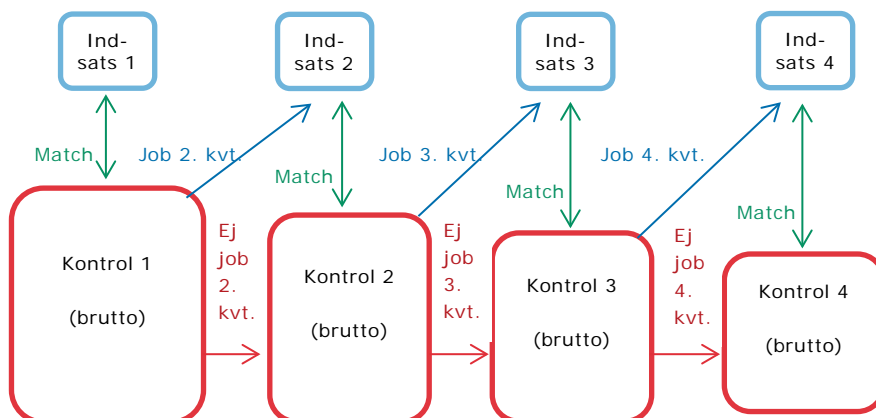 Ind-
sats 1
Ind-
sats 2
Ind-
sats 3
Ind-
sats 4
Match
Job 2. kvt.
Match
Job 3. kvt.
Match
Job 4. kvt.
Match
Kontrol 1
(brutto)
Ej
job
2.
kvt.
Kontrol 2
(brutto)
Ej
job
3.
kvt.
Kontrol 3
(brutto)
Ej
job
4.
kvt.
Kontrol 4
(brutto)